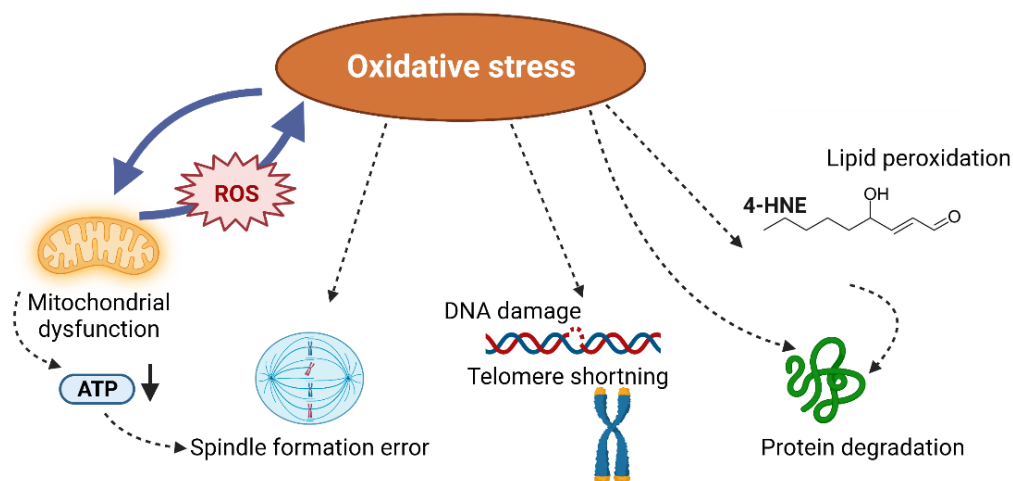 Oxidative stress
ROS
Mitochondrial
dysfunction
ATP
Spindle formation error
DNA damage
Telomere shortning
Lipid peroxidation
4-HNE
OH
O
Protein degradation